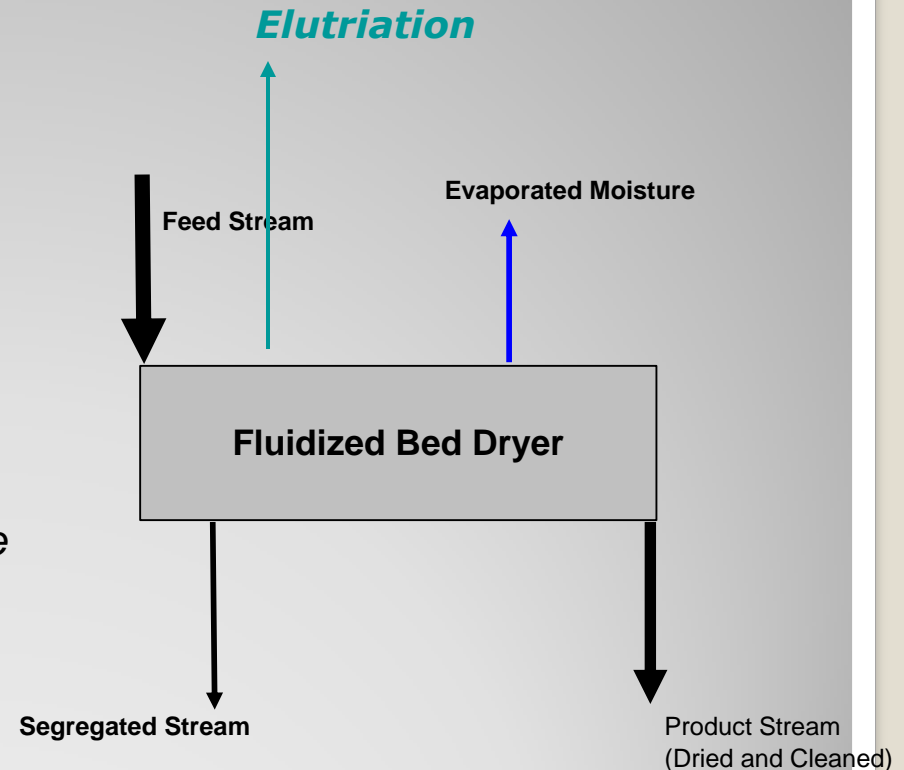 Elutriation
Evaporated Moisture
Feed Stream
Fluidized Bed Dryer
e
Segregated Stream
Product Stream
(Dried and Cleaned)